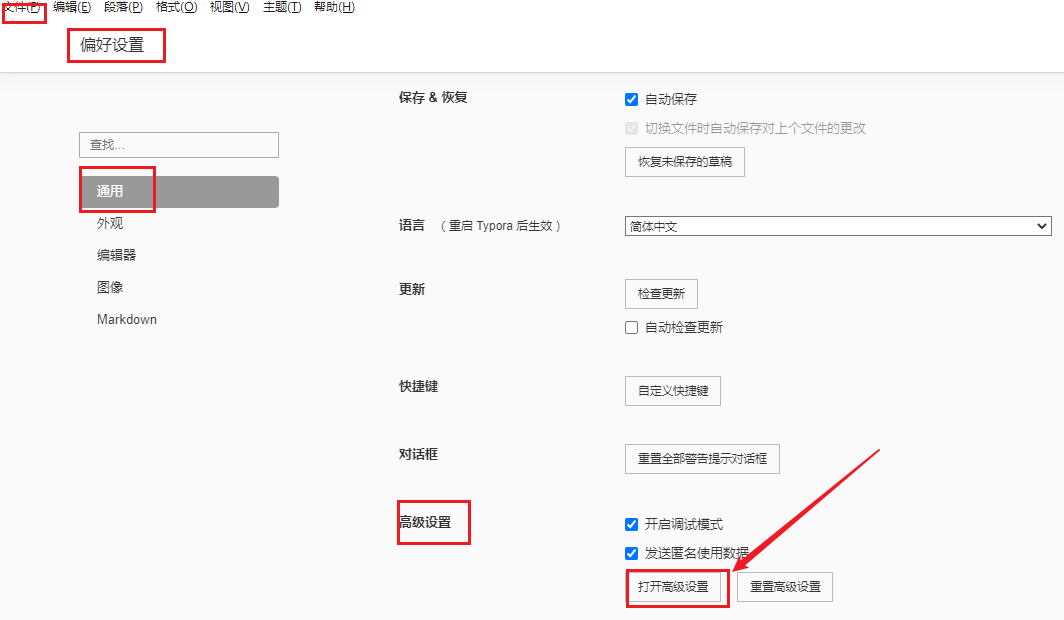 文件(F) 编辑(E) 段落(P) 格式(O) 视图(V) 主题(T) 帮助(H)
偏好设置
查找...
通用
外观
编辑器
图像
Markdown
保存 & 恢复
自动保存
切换文件时自动保存对上个文件的更改
恢复未保存的草稿
语言 （重启 Typora 后生效）
简体中文
更新
检查更新
自动检查更新
快捷键
自定义快捷键
对话框
重置全部警告提示对话框
高级设置
开启调试模式
发送匿名使用数据
打开高级设置 重置高级设置